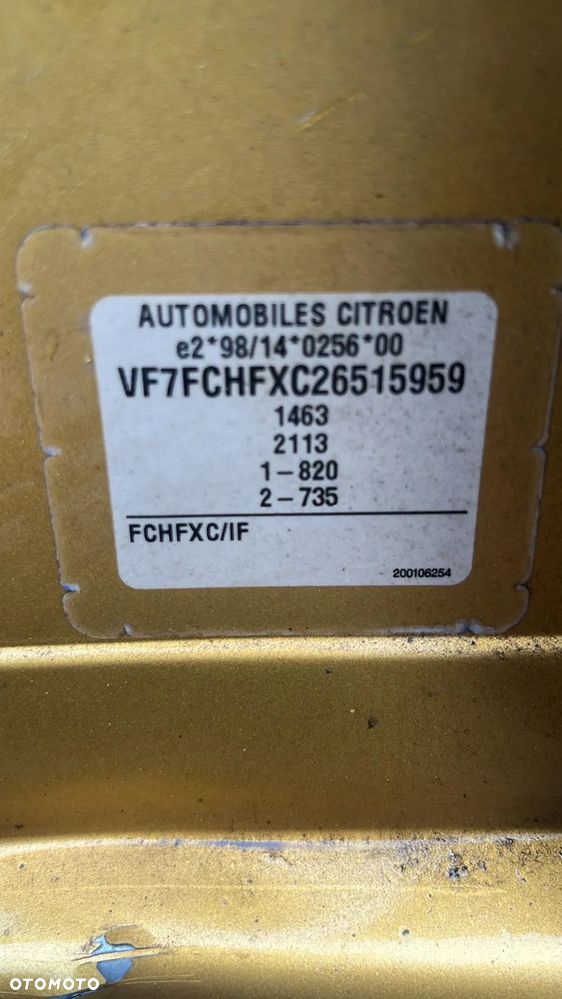 AUTOMOBILES CITROEN
e2*98/14*0256*00
VF7FCHFXC26515959
1463
2113
1-820
2-735
FCHFXC/IF
200106254
OTOMOTO